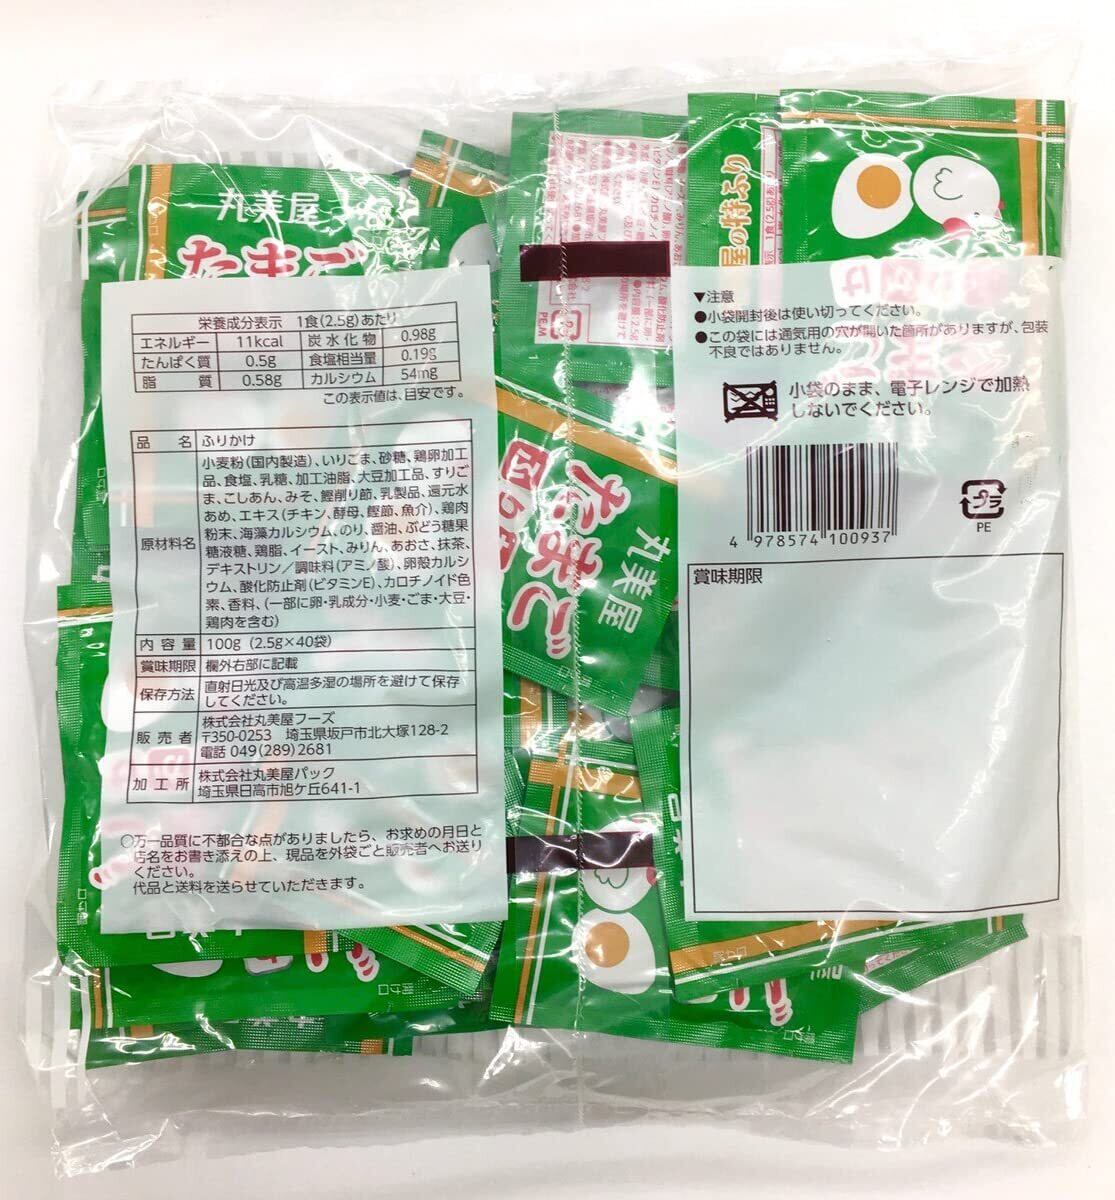 丸美屋
たまご
屋の特ふり
栄養成分表示 1食(2.5g)あたり
エネルギー 11kcal 炭水化物 0.98g
たんぱく質 0.5g 食塩相当量 0.19g
脂質 0.58g カルシウム 54mg
この表示値は、目安です。
品名 ふりかけ
原材料名 小麦粉(国内製造)、いりごま、砂糖、鶏卵加工
品、食塩、乳糖、加工油脂、大豆加工品、すりご
ま、こしあん、みそ、鰹削り節、乳製品、還元水
あめ、エキス(チキン、酵母、鰹節、魚介)、鶏肉
粉末、海藻カルシウム、のり、醤油、ぶどう糖果
糖液糖、鶏脂、イースト、みりん、あおさ、抹茶、
デキストリン/調味料(アミノ酸)、卵殻カルシ
ウム、酸化防止剤(ビタミンE)、カロチノイド色
素、香料、(一部に卵・乳成分・小麦・ごま・大豆・
鶏肉を含む)
内容量 100g(2.5g×40袋)
賞味期限 欄外右部に記載
保存方法 直射日光及び高温多湿の場所を避けて保存
してください。
販売者 株式会社丸美屋フーズ
〒350-0253 埼玉県坂戸市北大塚128-2
電話 049(289)2681
加工所 株式会社丸美屋パック
埼玉県日高市旭ケ丘641-1
○万一品質に不都合な点がありましたら、お求めの月日と
店名をお書き添えの上、現品を外袋ごと販売者へお送り
ください。
代品と送料を送らせていただきます。
丸美屋
たまご
▼注意
●小袋開封後は使い切ってください。
●この袋には通気用の穴が開いた箇所がありますが、包装
不良ではありません。
小袋のまま、電子レンジで加熱
しないでください。
4 978574 100937
プラ
PE
賞味期限